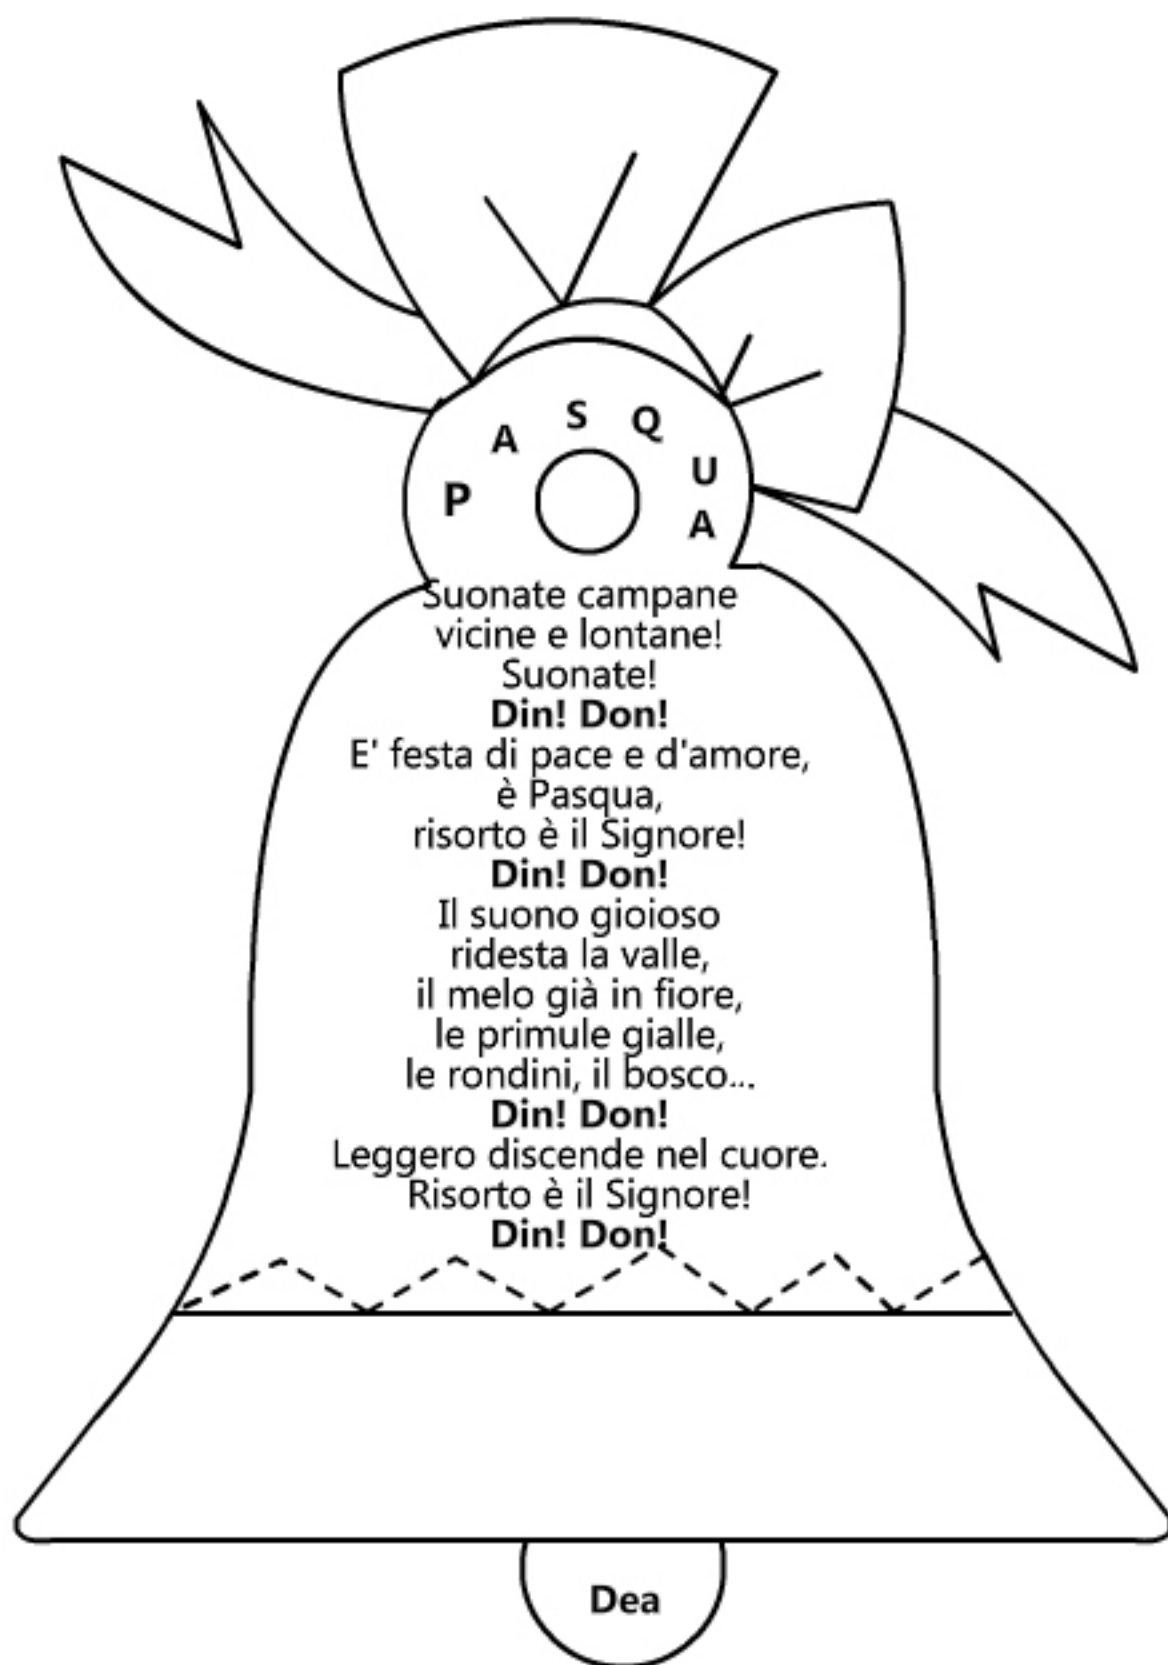 PASQUA
Suonate campane
vicine e lontane!
Suonate!
Din! Don!
E' festa di pace e d'amore,
è Pasqua,
risorto è il Signore!
Din! Don!
Il suono gioioso
ridesta la valle,
il melo già in fiore,
le primule gialle,
le rondini, il bosco...
Din! Don!
Leggero discende nel cuore.
Risorto è il Signore!
Din! Don!
Dea